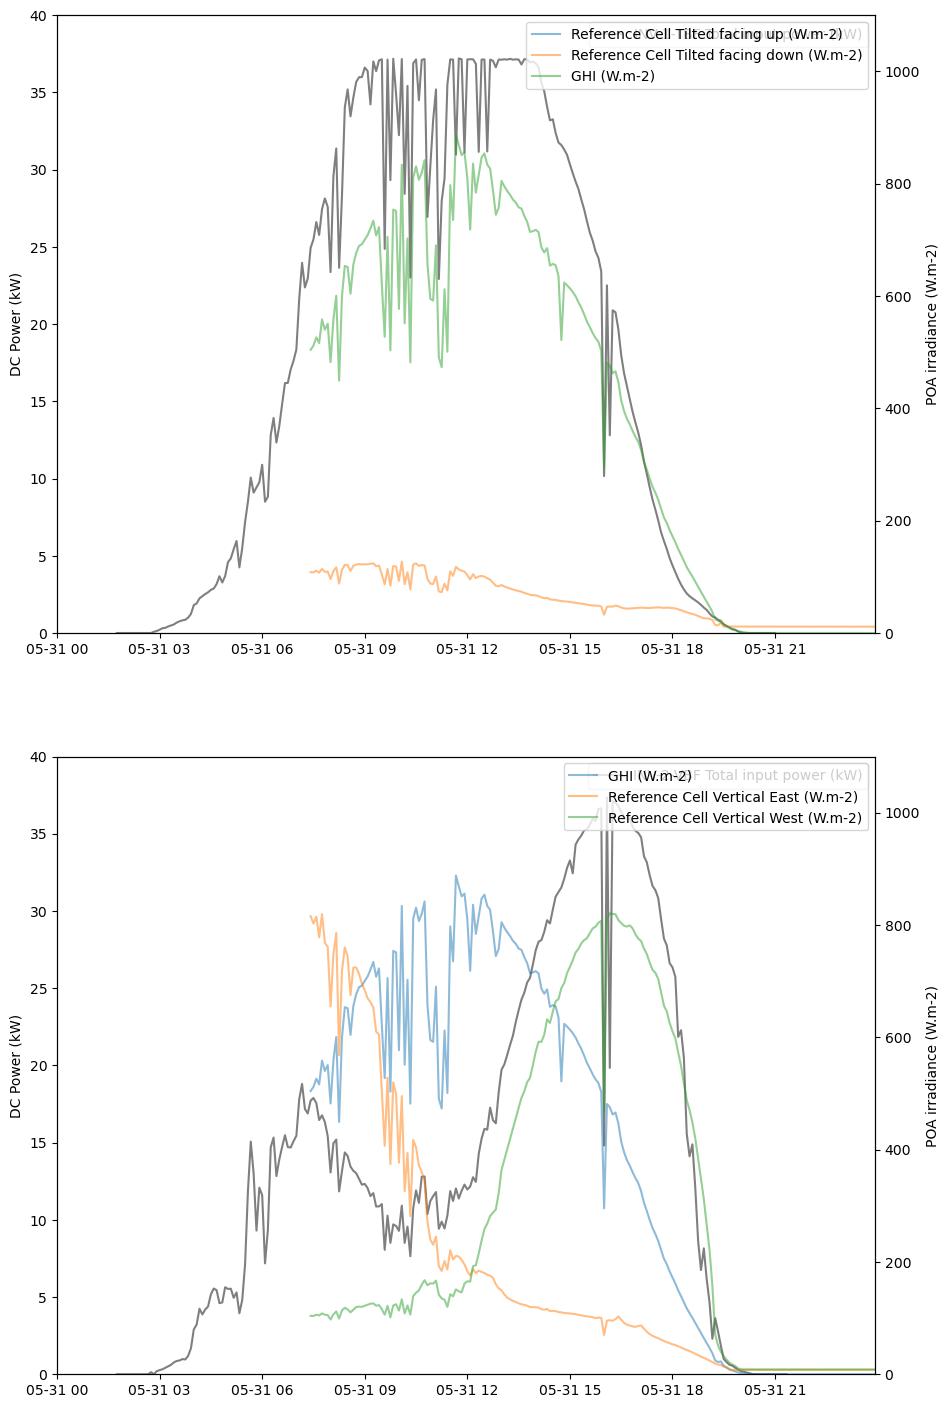 40
35
30
25
20
15
10
5
0
DC Power (kW)
Reference Cell Tilted facing up (W.m-2)
Reference Cell Tilted facing down (W.m-2)
GHI (W.m-2)
1000
800
600
400
200
0
POA irradiance (W.m-2)
05-31 00 05-31 03 05-31 06 05-31 09 05-31 12 05-31 15 05-31 18 05-31 21
40
35
30
25
20
15
10
5
0
DC Power (kW)
GHI (W.m-2) Total input power (kW)
Reference Cell Vertical East (W.m-2)
Reference Cell Vertical West (W.m-2)
1000
800
600
400
200
0
POA irradiance (W.m-2)
05-31 00 05-31 03 05-31 06 05-31 09 05-31 12 05-31 15 05-31 18 05-31 21